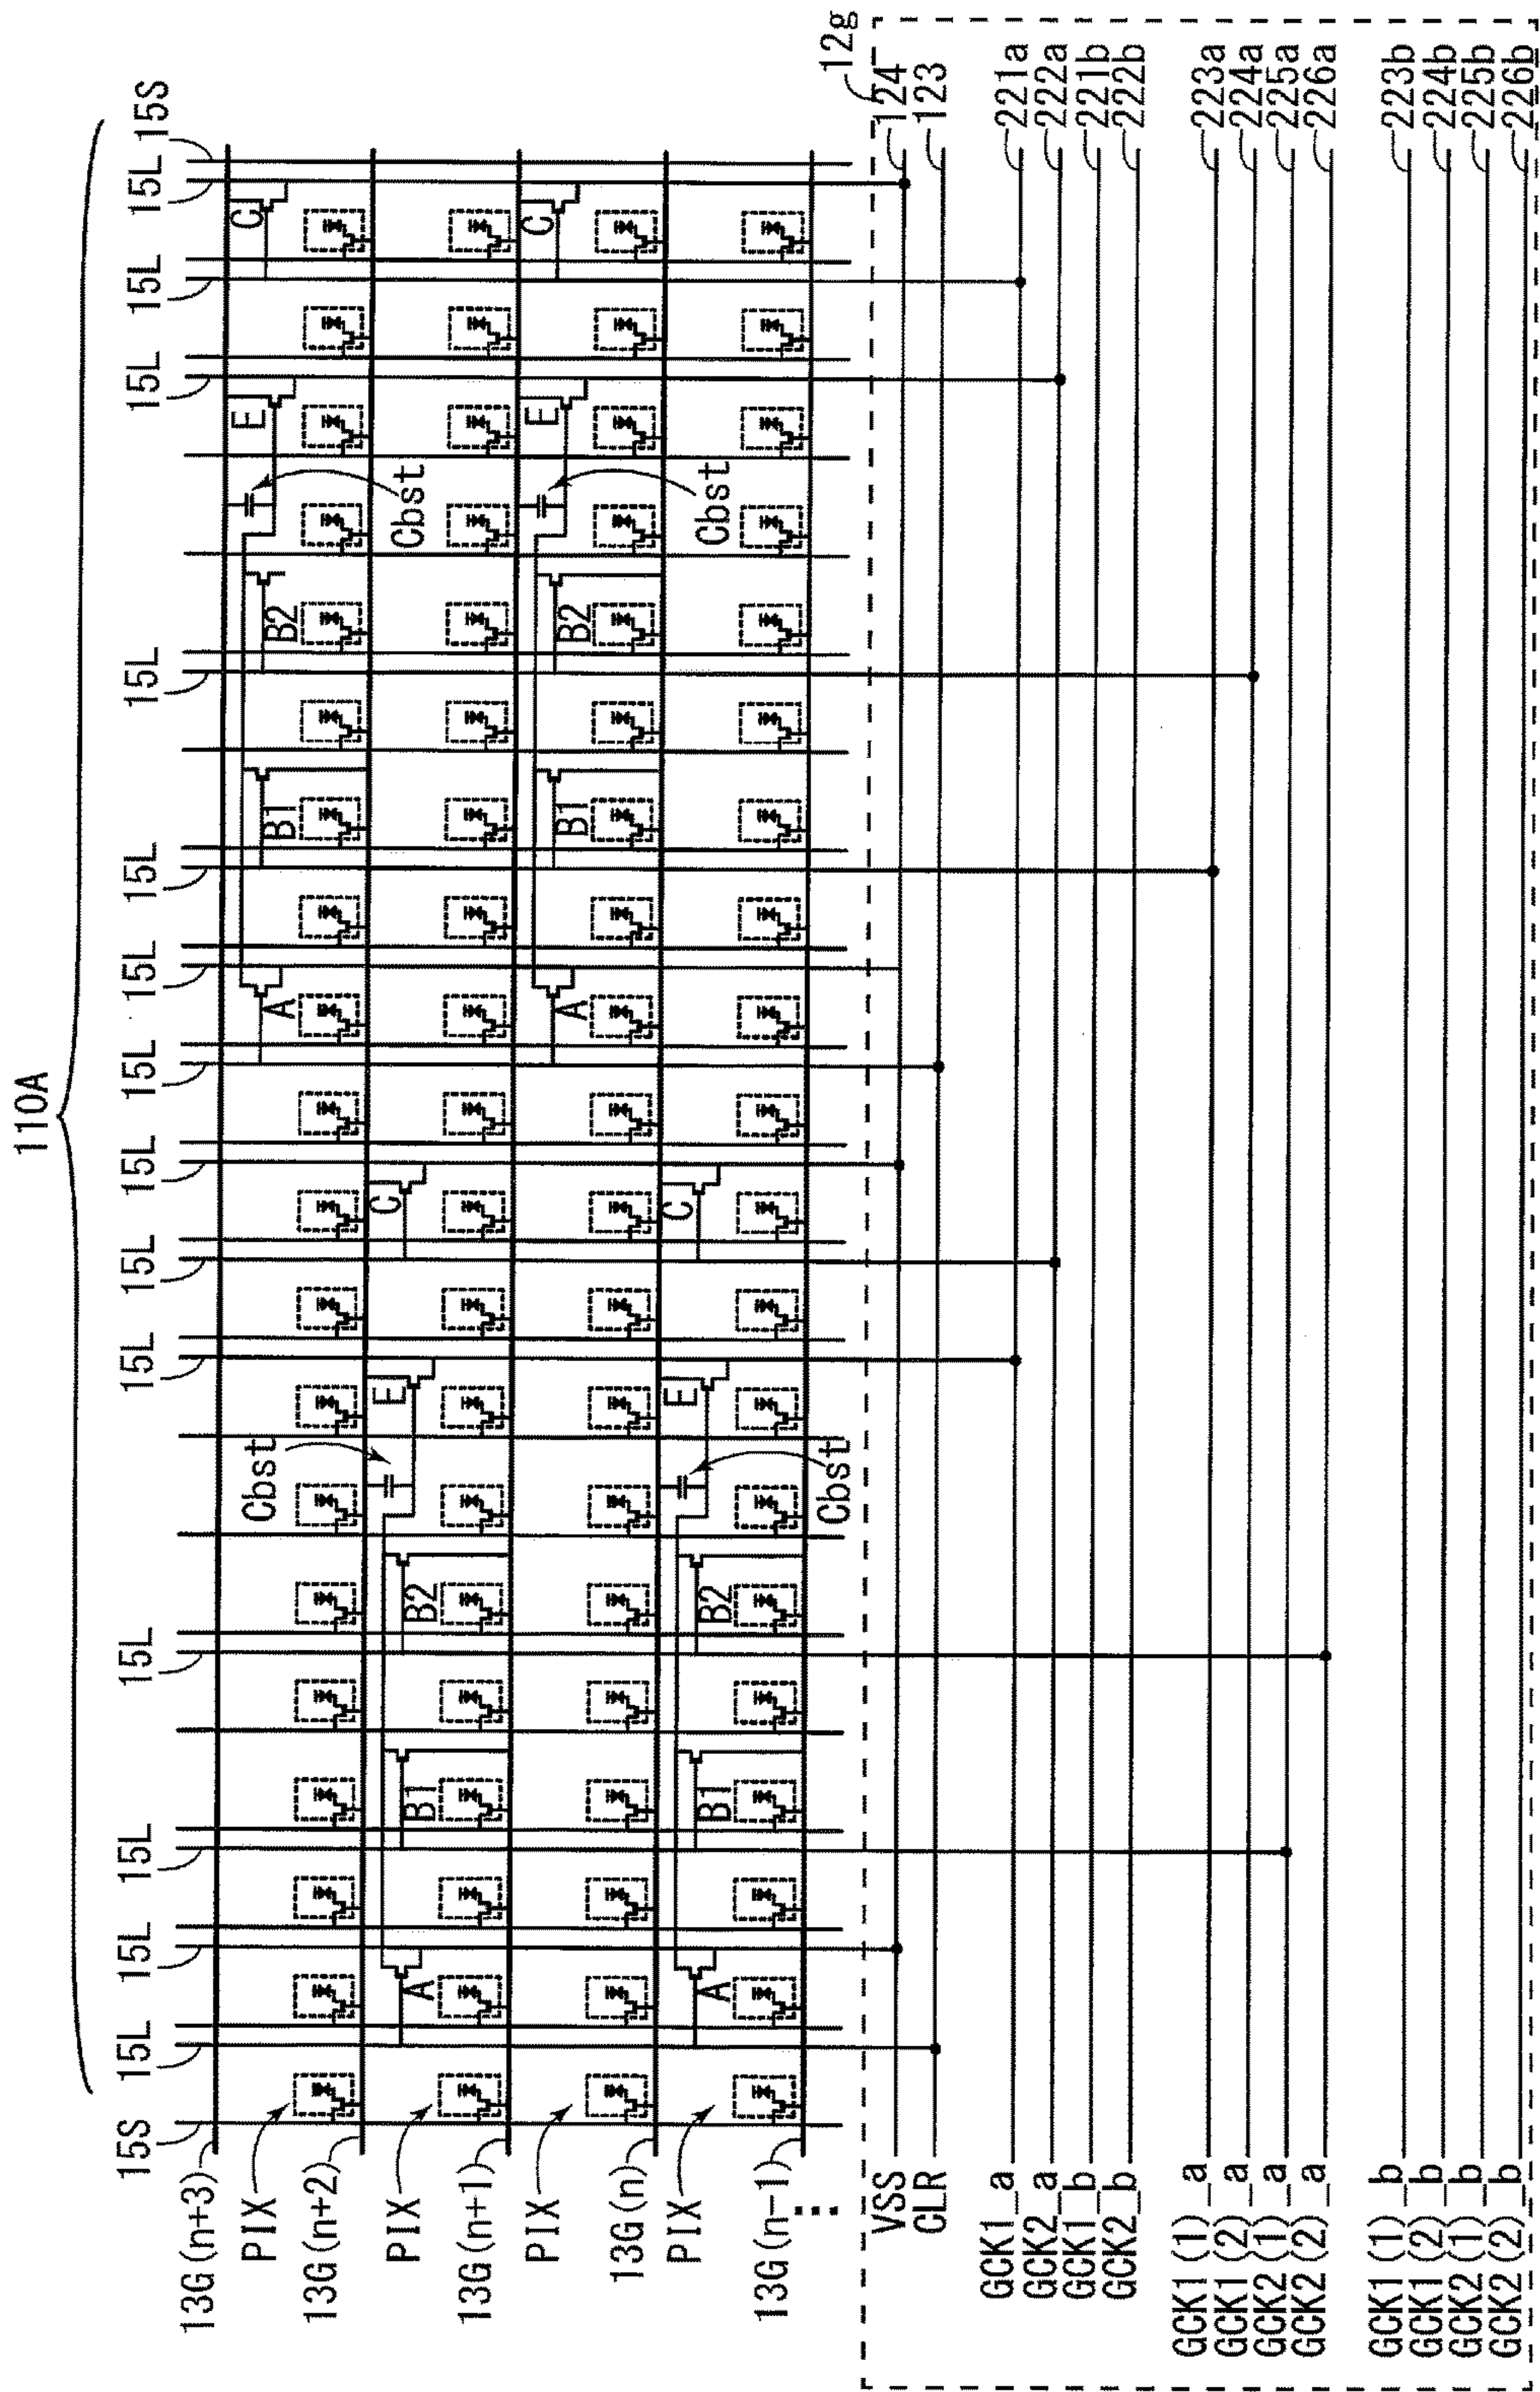 110A
15S 15L 15L 15L 15L 15L 15L 15L 15L 15L 15L 15L 15L 15L 15L 15S
13G(n+3)
PIX Cbst A B1 B2 E C
13G(n+2)
PIX A B1 B2 E C Cbst
13G(n+1)
PIX A B1 B2 E C
13G(n)
PIX A B1 B2 E C Cbst
13G(n-1) Cbst
⋮
12g
VSS 124
CLR 123
GCK1_a 221a
GCK2_a 222a
GCK1_b 221b
GCK2_b 222b
GCK1(1)_a 223a
GCK1(2)_a 224a
GCK2(1)_a 225a
GCK2(2)_a 226a
GCK1(1)_b 223b
GCK1(2)_b 224b
GCK2(1)_b 225b
GCK2(2)_b 226b